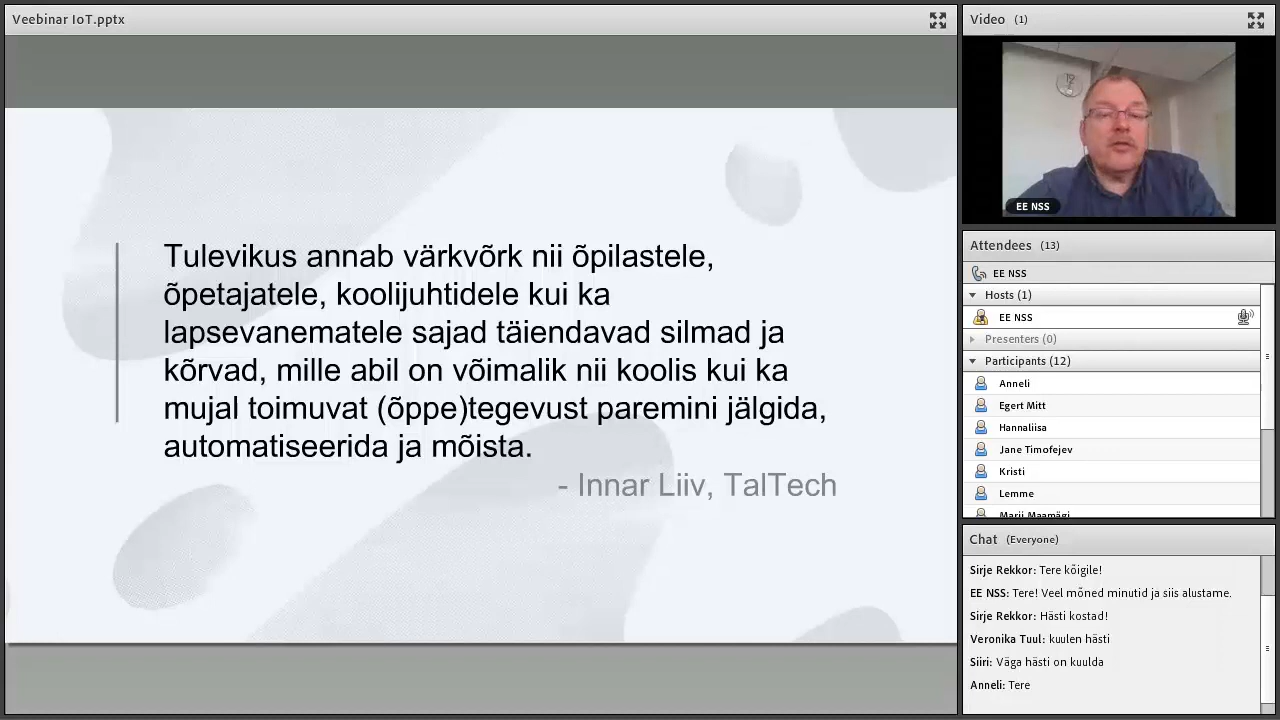 Veebinar IoT.pptx
Tulevikus annab värkvõrk nii õpilastele,
õpetajatele, koolijuhtidele kui ka
lapsevanematele sajad täiendavad silmad ja
kõrvad, mille abil on võimalik nii koolis kui ka
mujal toimuvat (õppe)tegevust paremini jälgida,
automatiseerida ja mõista.
- Innar Liiv, TalTech
Video (1)
EE NSS
Attendees (13)
EE NSS
Hosts (1)
EE NSS
Presenters (0)
Participants (12)
Anneli
Egert Mitt
Hannaliisa
Jane Timofejev
Kristi
Lemme
Marii Maamägi
Chat (Everyone)
Sirje Rekkor: Tere kõigile!
EE NSS: Tere! Veel mõned minutid ja siis alustame.
Sirje Rekkor: Hästi kostad!
Veronika Tuul: kuulen hästi
Siiri: Väga hästi on kuulda
Anneli: Tere